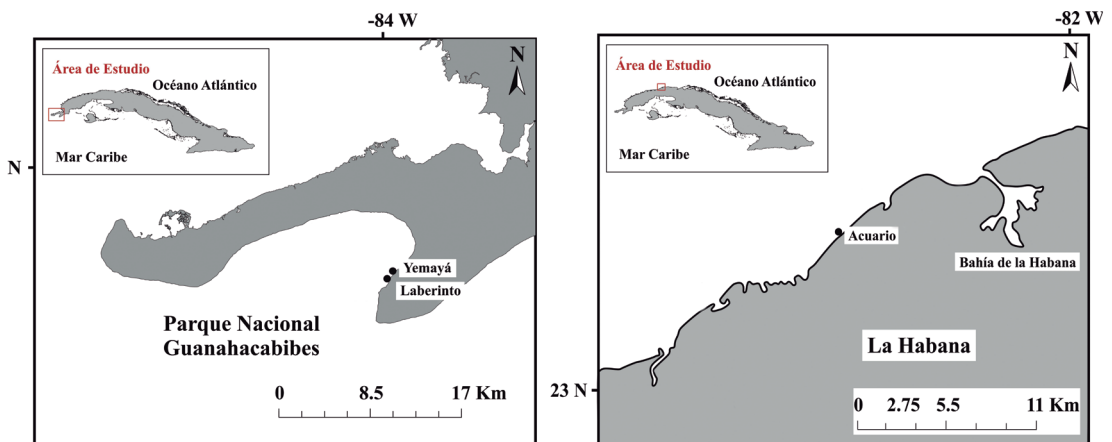 -84 W
N
Área de Estudio
Océano Atlántico
Mar Caribe
N
Yemayá
Laberinto
Parque Nacional
Guanahacabibes
0 8.5 17 Km
-82 W
N
Área de Estudio
Océano Atlántico
Mar Caribe
Acuario
Bahía de la Habana
La Habana
23 N
0 2.75 5.5 11 Km